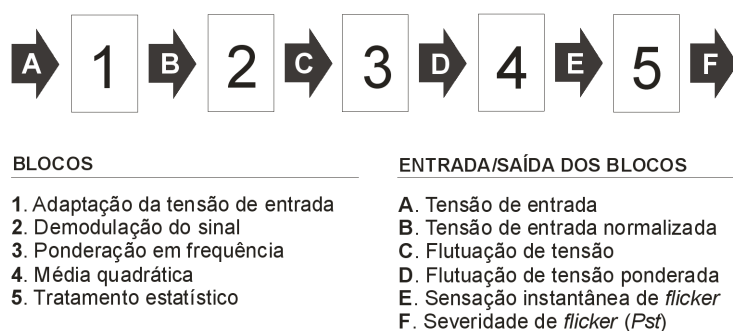 A 1 B 2 C 3 D 4 E 5 F
BLOCOS
1. Adaptação da tensão de entrada
2. Demodulação do sinal
3. Ponderação em frequência
4. Média quadrática
5. Tratamento estatístico
ENTRADA/SAÍDA DOS BLOCOS
A. Tensão de entrada
B. Tensão de entrada normalizada
C. Flutuação de tensão
D. Flutuação de tensão ponderada
E. Sensação instantânea de flicker
F. Severidade de flicker (Pst)